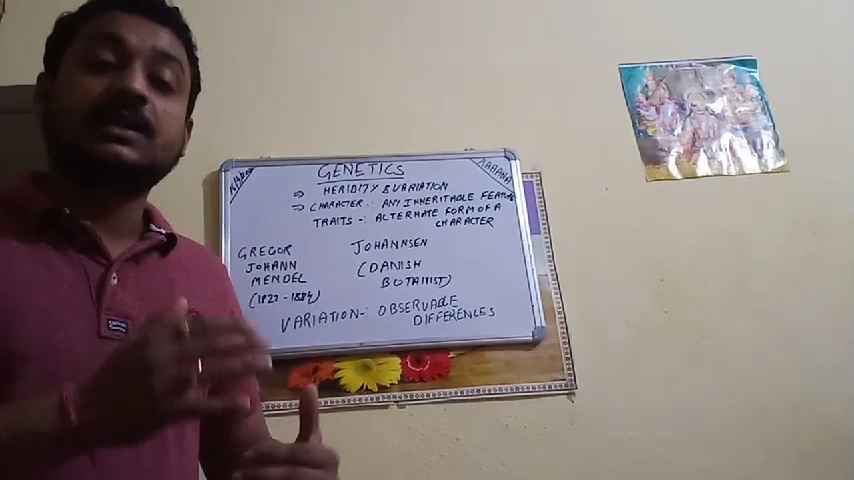 GENETICS
⇒ HERIDITY & VARIATION
⇒ CHARACTER:- ANY INHERITABLE FEATURE
TRAITS -: ALTERNATE FORM OF A
CHARACTER
GREGOR
JOHANN
MENDEL
(1822-1884)
JOHANNSEN
(DANISH
BOTANIST)
VARIATION-: OBSERVABLE
DIFFERENCES